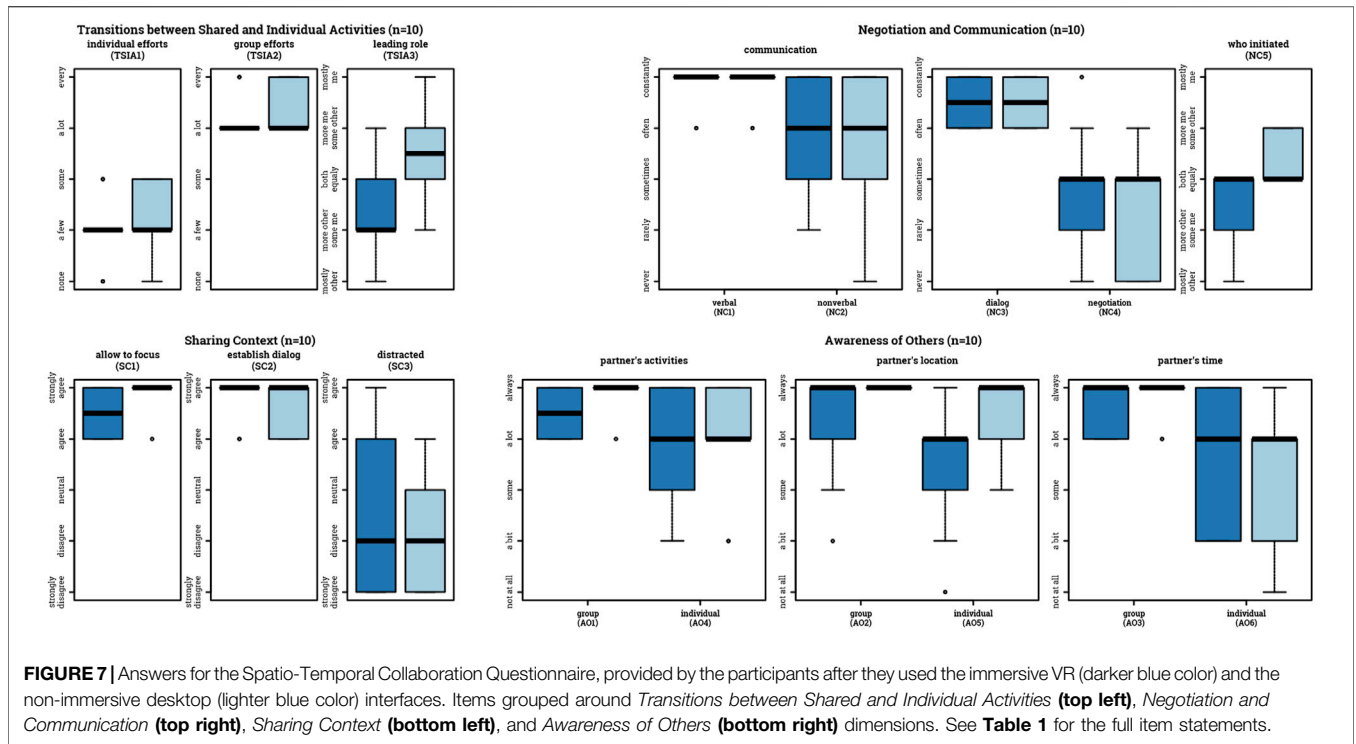 Transitions between Shared and Individual Activities (n=10)
individual efforts
(TSIA1)
group efforts
(TSIA2)
leading role
(TSIA3)
every
a lot
some
a few
none
every
a lot
some
a few
none
mostly
me
more me
some other
both
equaly
more other
some me
mostly
other
Negotiation and Communication (n=10)
communication
who initiated
(NC5)
constantly
often
sometimes
rarely
never
verbal
(NC1)
nonverbal
(NC2)
constantly
often
sometimes
rarely
never
dialog
(NC3)
negotiation
(NC4)
mostly
me
more me
some other
both
equaly
more other
some me
mostly
other
Sharing Context (n=10)
allow to focus
(SC1)
establish dialog
(SC2)
distracted
(SC3)
strongly
agree
agree
neutral
disagree
strongly
disagree
strongly
agree
agree
neutral
disagree
strongly
disagree
strongly
agree
agree
neutral
disagree
strongly
disagree
Awareness of Others (n=10)
partner's activities
partner's location
partner's time
always
a lot
some
a bit
not at all
group
(AO1)
individual
(AO4)
always
a lot
some
a bit
not at all
group
(AO2)
individual
(AO5)
always
a lot
some
a bit
not at all
group
(AO3)
individual
(AO6)
FIGURE 7 | Answers for the Spatio-Temporal Collaboration Questionnaire, provided by the participants after they used the immersive VR (darker blue color) and the
non-immersive desktop (lighter blue color) interfaces. Items grouped around Transitions between Shared and Individual Activities (top left), Negotiation and
Communication (top right), Sharing Context (bottom left), and Awareness of Others (bottom right) dimensions. See Table 1 for the full item statements.